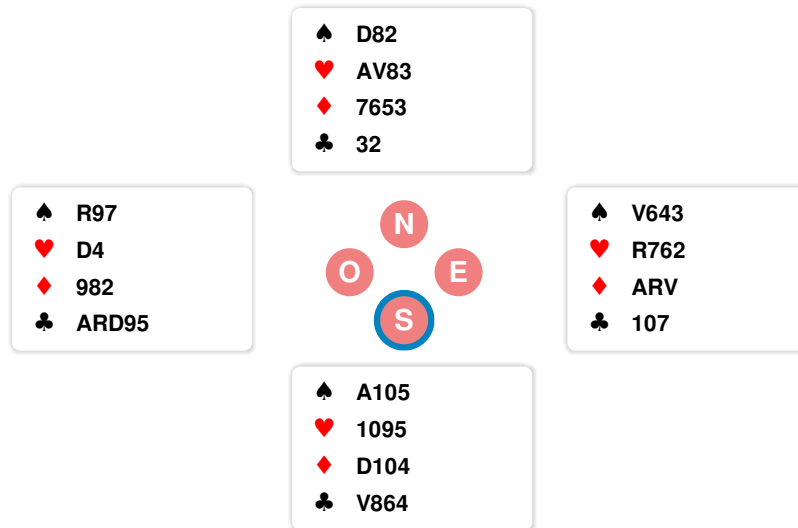 ♠ D82
♥ AV83
♦ 7653
♣ 32
♠ R97
♥ D4
♦ 982
♣ ARD95
N
O E
S
♠ V643
♥ R762
♦ ARV
♣ 107
♠ A105
♥ 1095
♦ D104
♣ V864